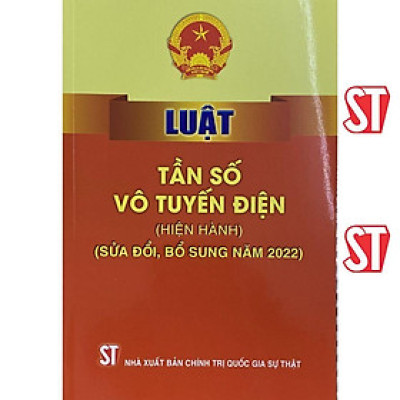 LUẬT
TẦN SỐ
VÔ TUYẾN ĐIỆN
(HIỆN HÀNH)
(SỬA ĐỔI, BỔ SUNG NĂM 2022)
ST NHÀ XUẤT BẢN CHÍNH TRỊ QUỐC GIA SỰ THẬT
ST
ST